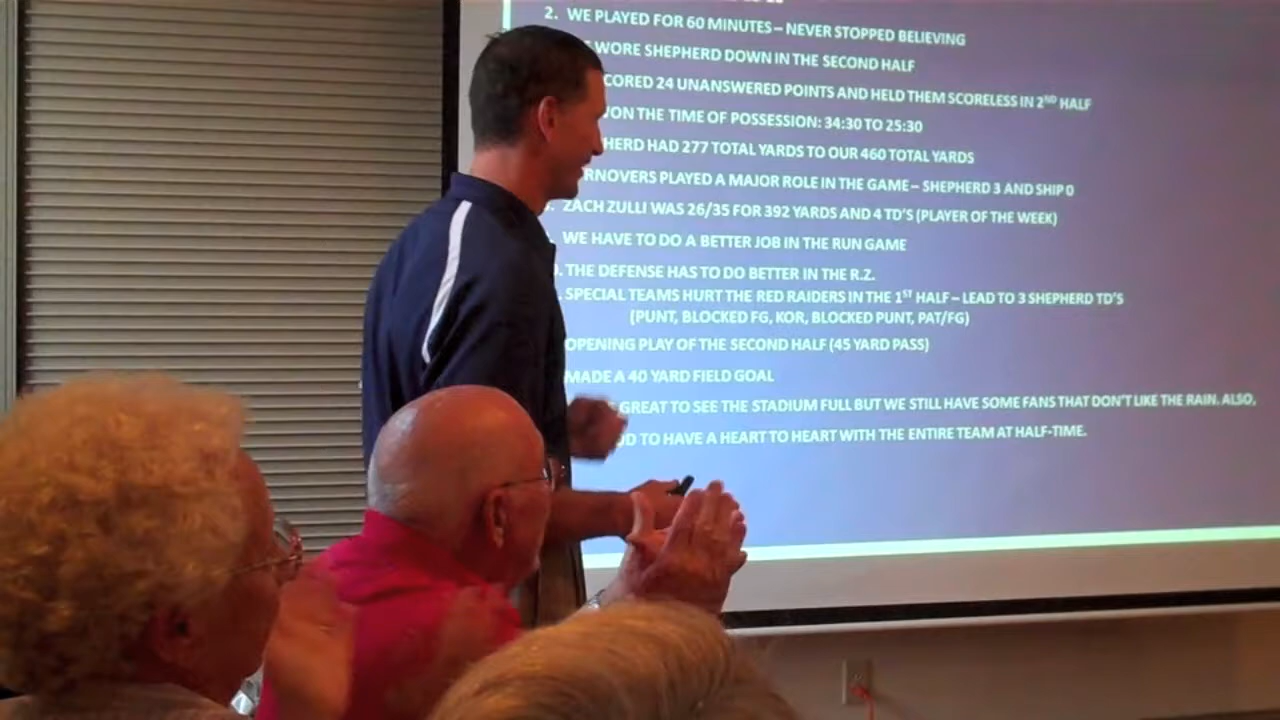 2. WE PLAYED FOR 60 MINUTES – NEVER STOPPED BELIEVING
WORE SHEPHERD DOWN IN THE SECOND HALF
CORED 24 UNANSWERED POINTS AND HELD THEM SCORELESS IN 2ND HALF
ON THE TIME OF POSSESSION: 34:30 TO 25:30
HERD HAD 277 TOTAL YARDS TO OUR 460 TOTAL YARDS
RNOVERS PLAYED A MAJOR ROLE IN THE GAME – SHEPHERD 3 AND SHIP 0
ZACH ZULLI WAS 26/35 FOR 392 YARDS AND 4 TD'S (PLAYER OF THE WEEK)
WE HAVE TO DO A BETTER JOB IN THE RUN GAME
. THE DEFENSE HAS TO DO BETTER IN THE R.Z.
. SPECIAL TEAMS HURT THE RED RAIDERS IN THE 1ST HALF – LEAD TO 3 SHEPHERD TD'S
(PUNT, BLOCKED FG, KOR, BLOCKED PUNT, PAT/FG)
OPENING PLAY OF THE SECOND HALF (45 YARD PASS)
MADE A 40 YARD FIELD GOAL
GREAT TO SEE THE STADIUM FULL BUT WE STILL HAVE SOME FANS THAT DON'T LIKE THE RAIN. ALSO,
OD TO HAVE A HEART TO HEART WITH THE ENTIRE TEAM AT HALF-TIME.